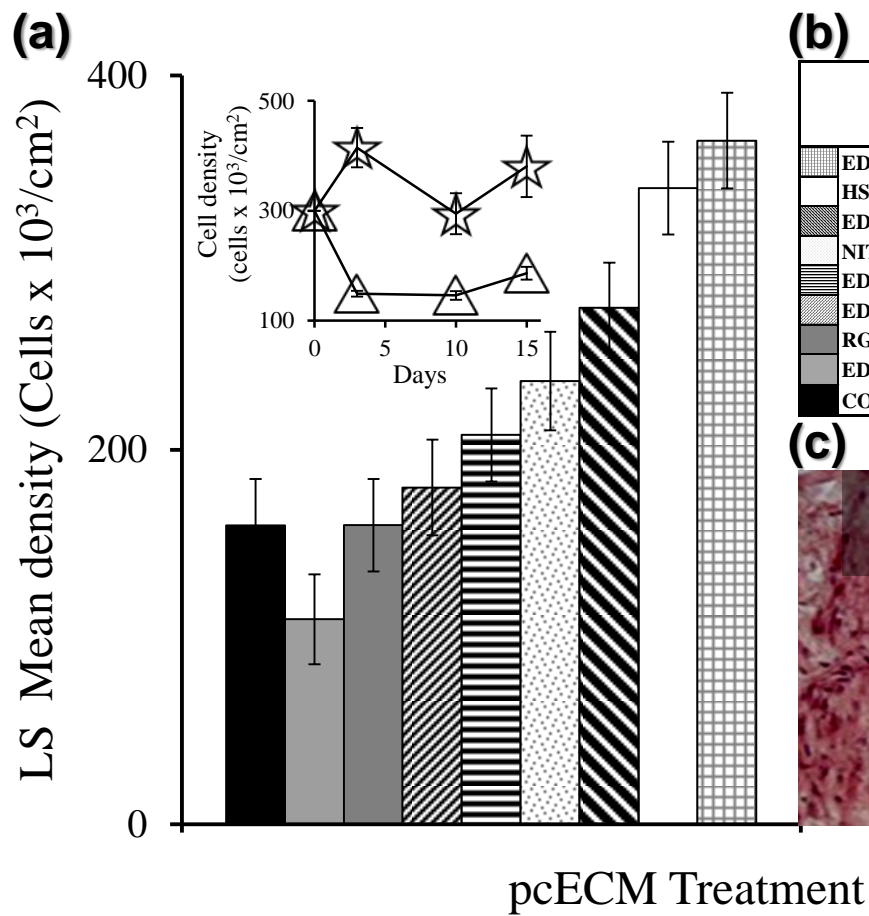 (a)
(b)
400
200
0
LS Mean density (Cells x 10³/cm²)
500
300
100
Cell density
(cells x 10³/cm²)
0 5 10 15
Days
pcECM Treatment
ED
HS
ED
NI
ED
ED
RG
ED
CO
(c)